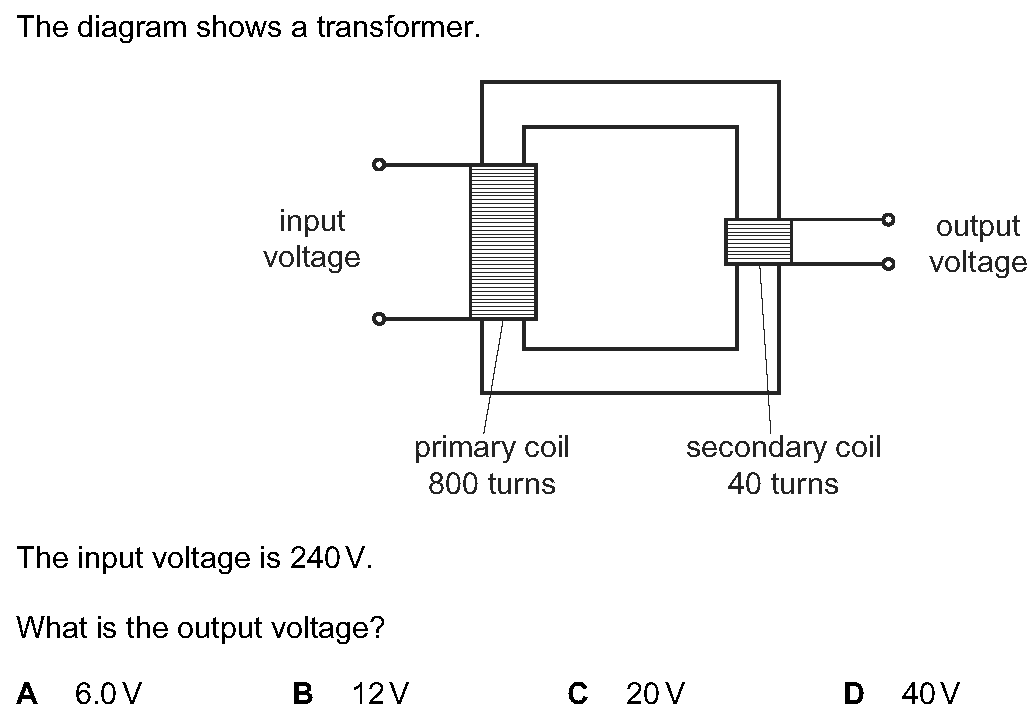 The diagram shows a transformer.
input
voltage
output
voltage
primary coil
800 turns
secondary coil
40 turns
The input voltage is 240 V.
What is the output voltage?
A 6.0 V B 12 V C 20 V D 40 V